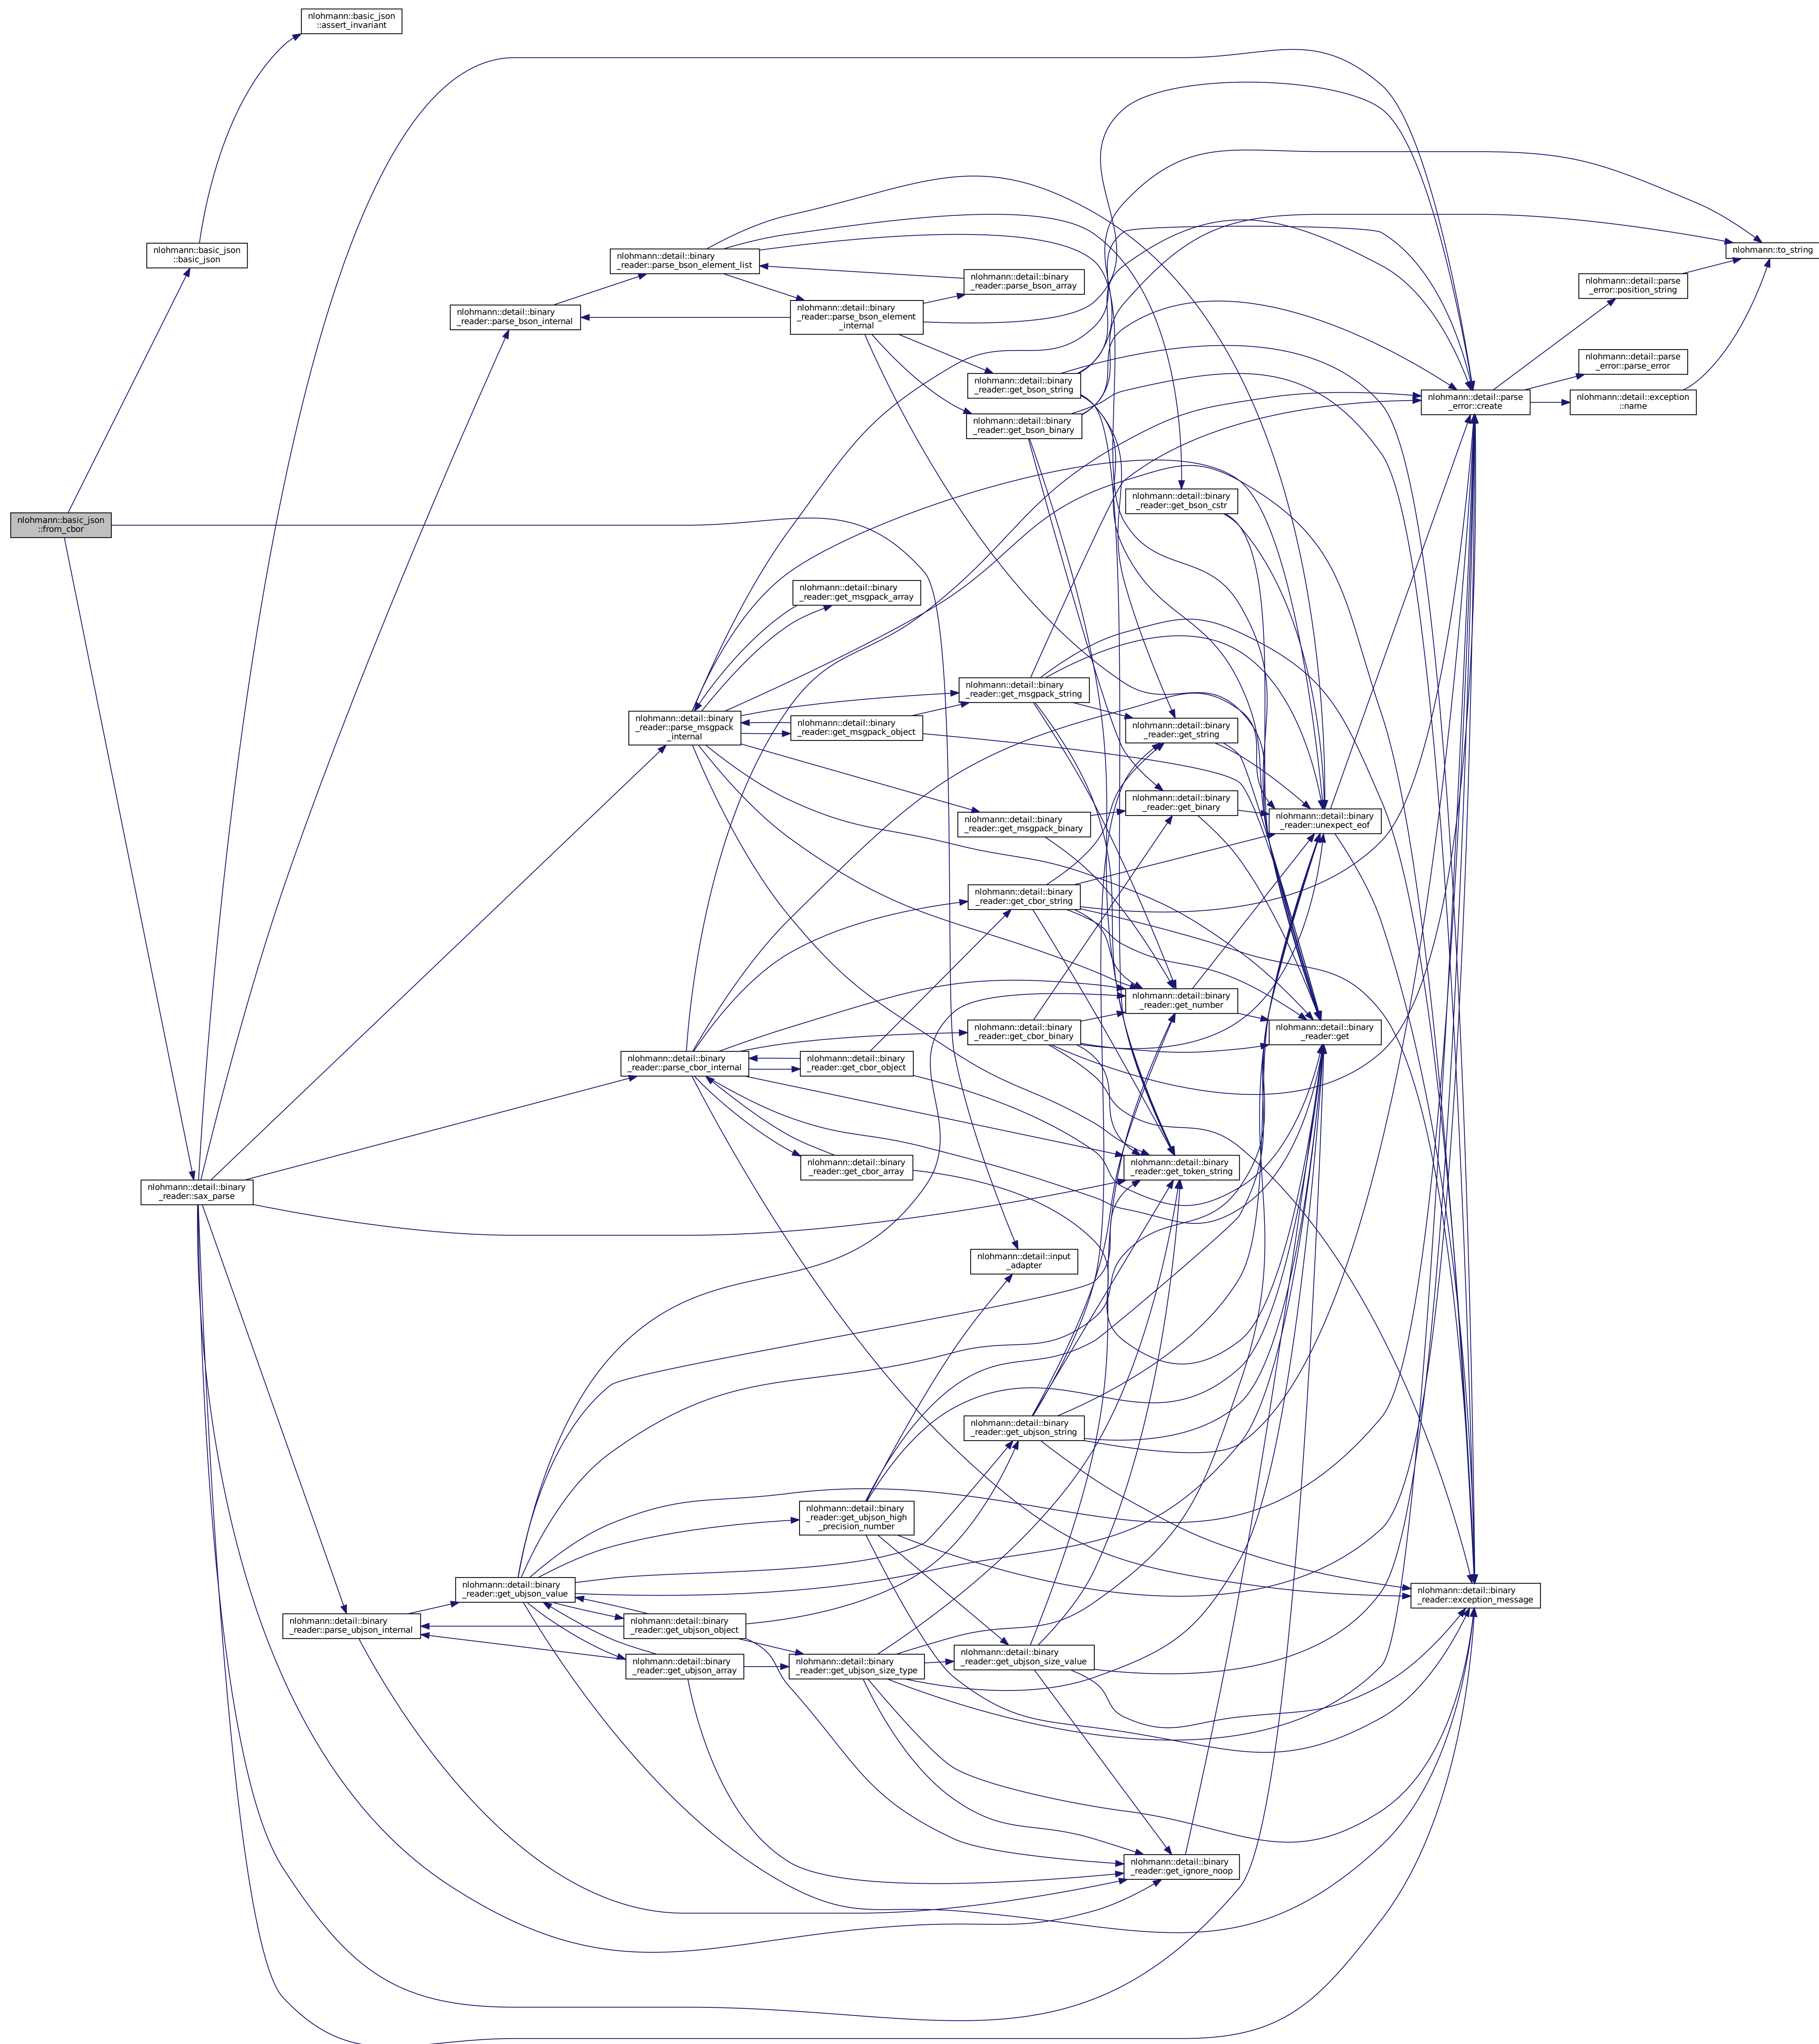 nlohmann::basic_json
::assert_invariant
nlohmann::basic_json
::basic_json
nlohmann::to_string
nlohmann::detail::binary
_reader::parse_bson_element_list
nlohmann::detail::binary
_reader::parse_bson_array
nlohmann::detail::parse
_error::position_string
nlohmann::detail::binary
_reader::parse_bson_internal
nlohmann::detail::binary
_reader::parse_bson_element
_internal
nlohmann::detail::parse
_error::parse_error
nlohmann::detail::binary
_reader::get_bson_string
nlohmann::detail::parse
_error::create
nlohmann::detail::exception
::name
nlohmann::detail::binary
_reader::get_bson_binary
nlohmann::detail::binary
_reader::get_bson_cstr
nlohmann::basic_json
::from_cbor
nlohmann::detail::binary
_reader::get_msgpack_array
nlohmann::detail::binary
_reader::get_msgpack_string
nlohmann::detail::binary
_reader::parse_msgpack
_internal
nlohmann::detail::binary
_reader::get_msgpack_object
nlohmann::detail::binary
_reader::get_string
nlohmann::detail::binary
_reader::get_binary
nlohmann::detail::binary
_reader::get_msgpack_binary
nlohmann::detail::binary
_reader::unexpect_eof
nlohmann::detail::binary
_reader::get_cbor_string
nlohmann::detail::binary
_reader::get_number
nlohmann::detail::binary
_reader::get_cbor_binary
nlohmann::detail::binary
_reader::get
nlohmann::detail::binary
_reader::parse_cbor_internal
nlohmann::detail::binary
_reader::get_cbor_object
nlohmann::detail::binary
_reader::get_cbor_array
nlohmann::detail::binary
_reader::get_token_string
nlohmann::detail::binary
_reader::sax_parse
nlohmann::detail::input
_adapter
nlohmann::detail::binary
_reader::get_ubjson_string
nlohmann::detail::binary
_reader::get_ubjson_high
_precision_number
nlohmann::detail::binary
_reader::get_ubjson_value
nlohmann::detail::binary
_reader::exception_message
nlohmann::detail::binary
_reader::parse_ubjson_internal
nlohmann::detail::binary
_reader::get_ubjson_object
nlohmann::detail::binary
_reader::get_ubjson_array
nlohmann::detail::binary
_reader::get_ubjson_size_type
nlohmann::detail::binary
_reader::get_ubjson_size_value
nlohmann::detail::binary
_reader::get_ignore_noop